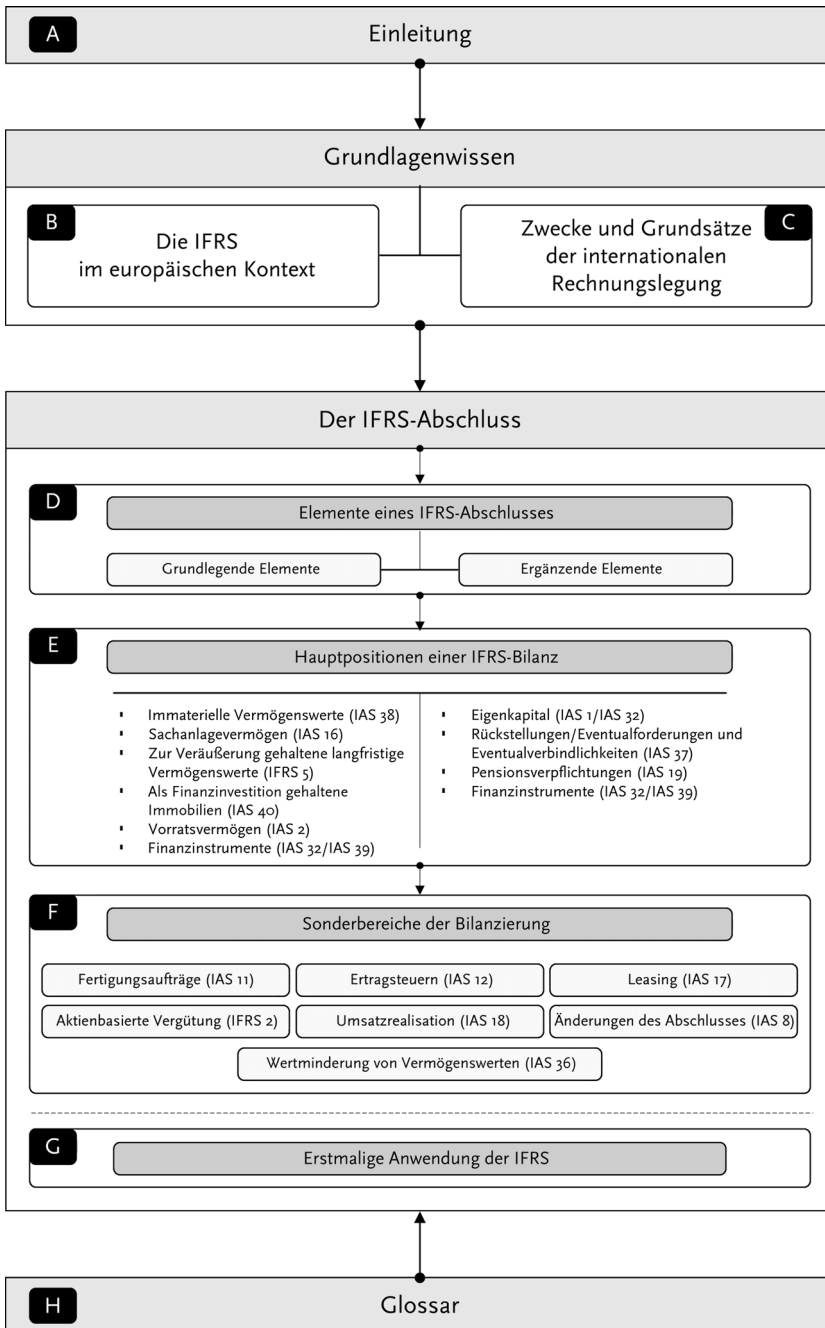 A
Einleitung
Grundlagenwissen
B
Die IFRS
im europäischen Kontext
C
Zwecke und Grundsätze
der internationalen
Rechnungslegung
Der IFRS-Abschluss
D
Elemente eines IFRS-Abschlusses
Grundlegende Elemente
Ergänzende Elemente
E
Hauptpositionen einer IFRS-Bilanz
▪ Immaterielle Vermögenswerte (IAS 38)
▪ Sachanlagevermögen (IAS 16)
▪ Zur Veräußerung gehaltene langfristige
Vermögenswerte (IFRS 5)
▪ Als Finanzinvestition gehaltene
Immobilien (IAS 40)
▪ Vorratsvermögen (IAS 2)
▪ Finanzinstrumente (IAS 32/IAS 39)
▪ Eigenkapital (IAS 1/IAS 32)
▪ Rückstellungen/Eventualforderungen und
Eventualverbindlichkeiten (IAS 37)
▪ Pensionsverpflichtungen (IAS 19)
▪ Finanzinstrumente (IAS 32/IAS 39)
F
Sonderbereiche der Bilanzierung
Fertigungsaufträge (IAS 11)
Ertragsteuern (IAS 12)
Leasing (IAS 17)
Aktienbasierte Vergütung (IFRS 2)
Umsatzrealisation (IAS 18)
Änderungen des Abschlusses (IAS 8)
Wertminderung von Vermögenswerten (IAS 36)
G
Erstmalige Anwendung der IFRS
H
Glossar